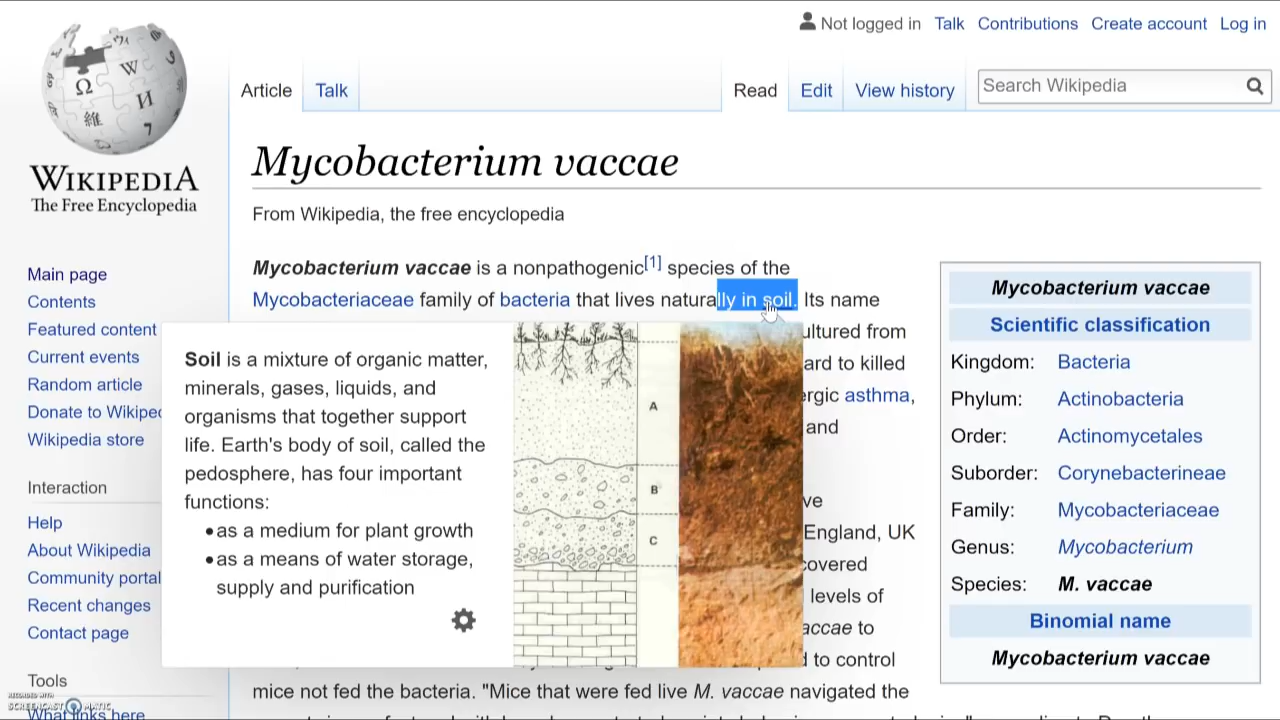 Not logged in Talk Contributions Create account Log in
Article Talk Read Edit View history Search Wikipedia
WIKIPEDIA
The Free Encyclopedia
Main page
Contents
Featured content
Current events
Random article
Donate to Wikiped
Wikipedia store
Interaction
Help
About Wikipedia
Community portal
Recent changes
Contact page
Tools
What links here
Mycobacterium vaccae
From Wikipedia, the free encyclopedia
Mycobacterium vaccae is a nonpathogenic[1] species of the
Mycobacteriaceae family of bacteria that lives naturally in soil. Its name
ultured from
ard to killed
ergic asthma,
and
ve
England, UK
covered
levels of
accae to
d to control
mice not fed the bacteria. "Mice that were fed live M. vaccae navigated the
Soil is a mixture of organic matter,
minerals, gases, liquids, and
organisms that together support
life. Earth's body of soil, called the
pedosphere, has four important
functions:
•as a medium for plant growth
•as a means of water storage,
supply and purification
A
B
C
Mycobacterium vaccae
Scientific classification
Kingdom: Bacteria
Phylum: Actinobacteria
Order: Actinomycetales
Suborder: Corynebacterineae
Family: Mycobacteriaceae
Genus: Mycobacterium
Species: M. vaccae
Binomial name
Mycobacterium vaccae
RECORDED WITH
SCREENCAST MATIC